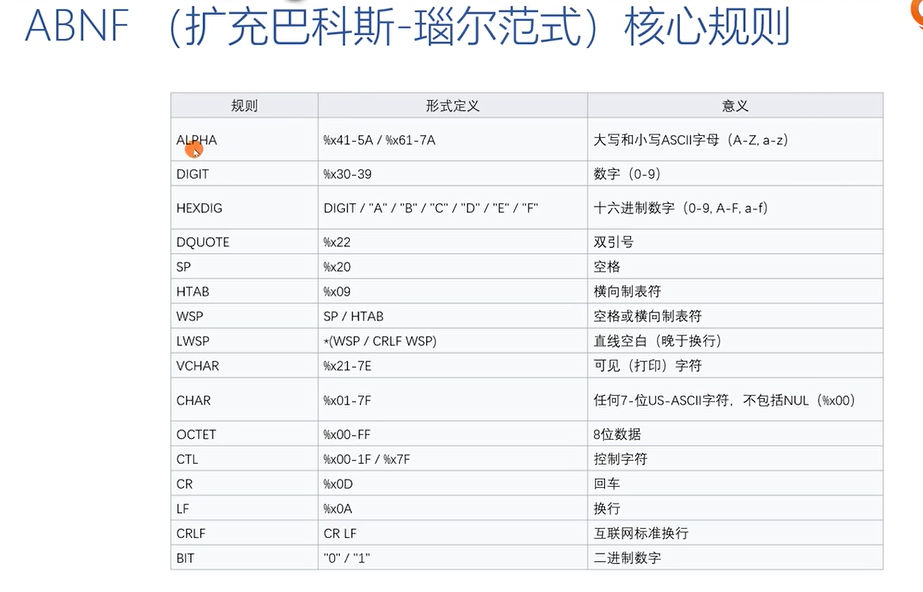 ABNF （扩充巴科斯-瑙尔范式）核心规则
规则 形式定义 意义
ALPHA %x41-5A / %x61-7A 大写和小写ASCII字母（A-Z, a-z）
DIGIT %x30-39 数字（0-9）
HEXDIG DIGIT / "A" / "B" / "C" / "D" / "E" / "F" 十六进制数字（0-9, A-F, a-f）
DQUOTE %x22 双引号
SP %x20 空格
HTAB %x09 横向制表符
WSP SP / HTAB 空格或横向制表符
LWSP *(WSP / CRLF WSP) 直线空白（晚于换行）
VCHAR %x21-7E 可见（打印）字符
CHAR %x01-7F 任何7-位US-ASCII字符，不包括NUL（%x00）
OCTET %x00-FF 8位数据
CTL %x00-1F / %x7F 控制字符
CR %x0D 回车
LF %x0A 换行
CRLF CR LF 互联网标准换行
BIT "0" / "1" 二进制数字